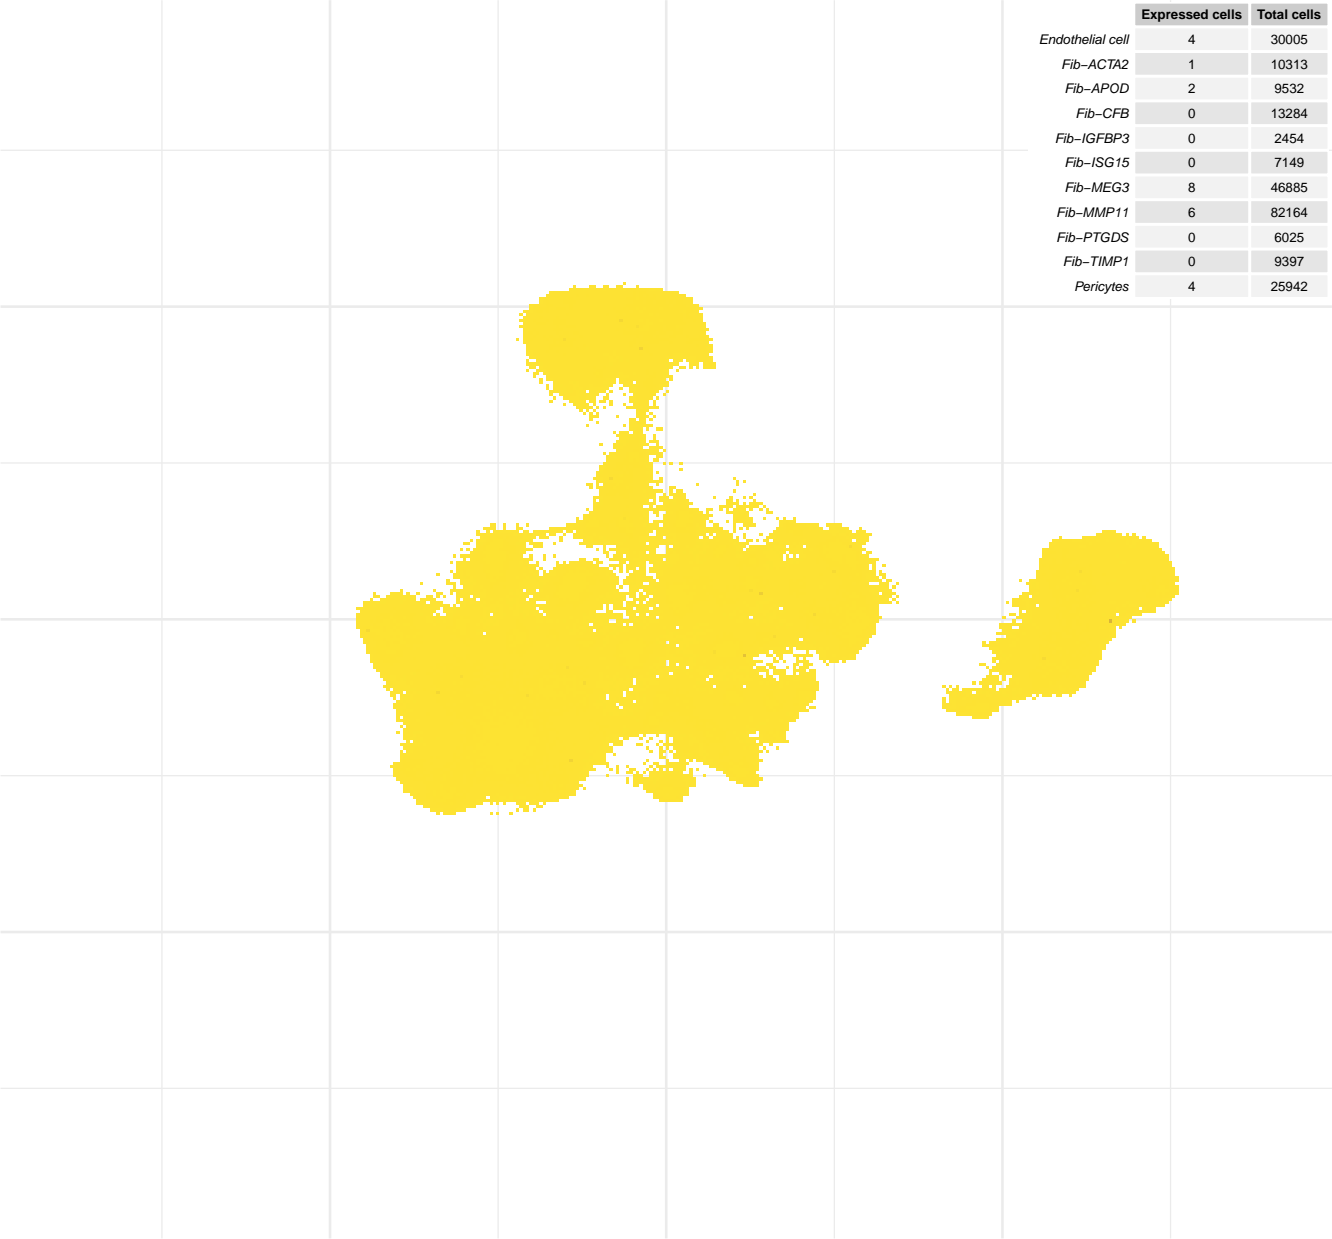 Expressed cells Total cells
Endothelial cell 4 30005
Fib−ACTA2 1 10313
Fib−APOD 2 9532
Fib−CFB 0 13284
Fib−IGFBP3 0 2454
Fib−ISG15 0 7149
Fib−MEG3 8 46885
Fib−MMP11 6 82164
Fib−PTGDS 0 6025
Fib−TIMP1 0 9397
Pericytes 4 25942